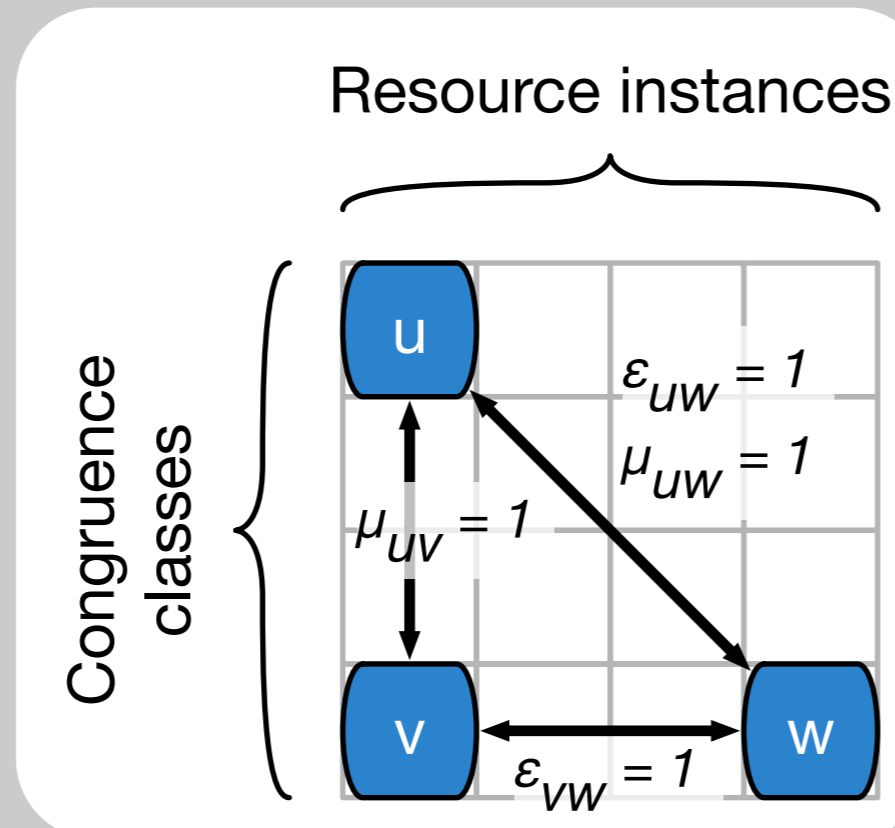 Resource instances
Congruence
classes
u
ε_uw = 1
μ_uw = 1
μ_uv = 1
v
w
ε_vw = 1